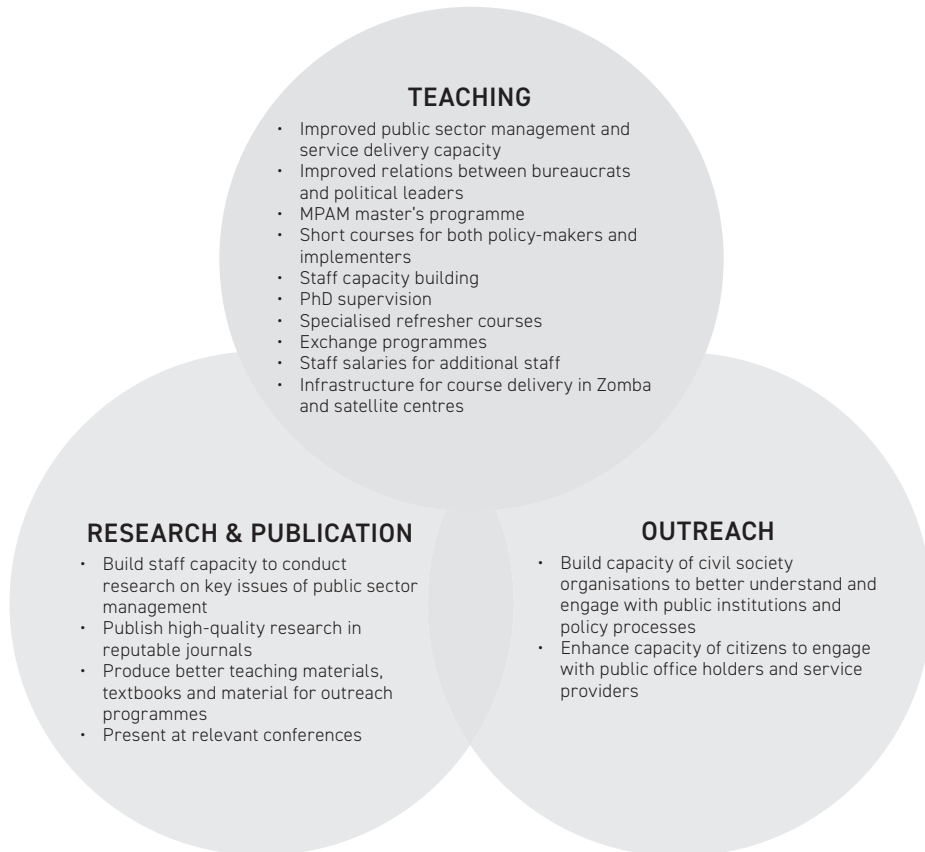 TEACHING
• Improved public sector management and
service delivery capacity
• Improved relations between bureaucrats
and political leaders
• MPAM master's programme
• Short courses for both policy-makers and
implementers
• Staff capacity building
• PhD supervision
• Specialised refresher courses
• Exchange programmes
• Staff salaries for additional staff
• Infrastructure for course delivery in Zomba
and satellite centres
RESEARCH & PUBLICATION
• Build staff capacity to conduct
research on key issues of public sector
management
• Publish high-quality research in
reputable journals
• Produce better teaching materials,
textbooks and material for outreach
programmes
• Present at relevant conferences
OUTREACH
• Build capacity of civil society
organisations to better understand and
engage with public institutions and
policy processes
• Enhance capacity of citizens to engage
with public office holders and service
providers